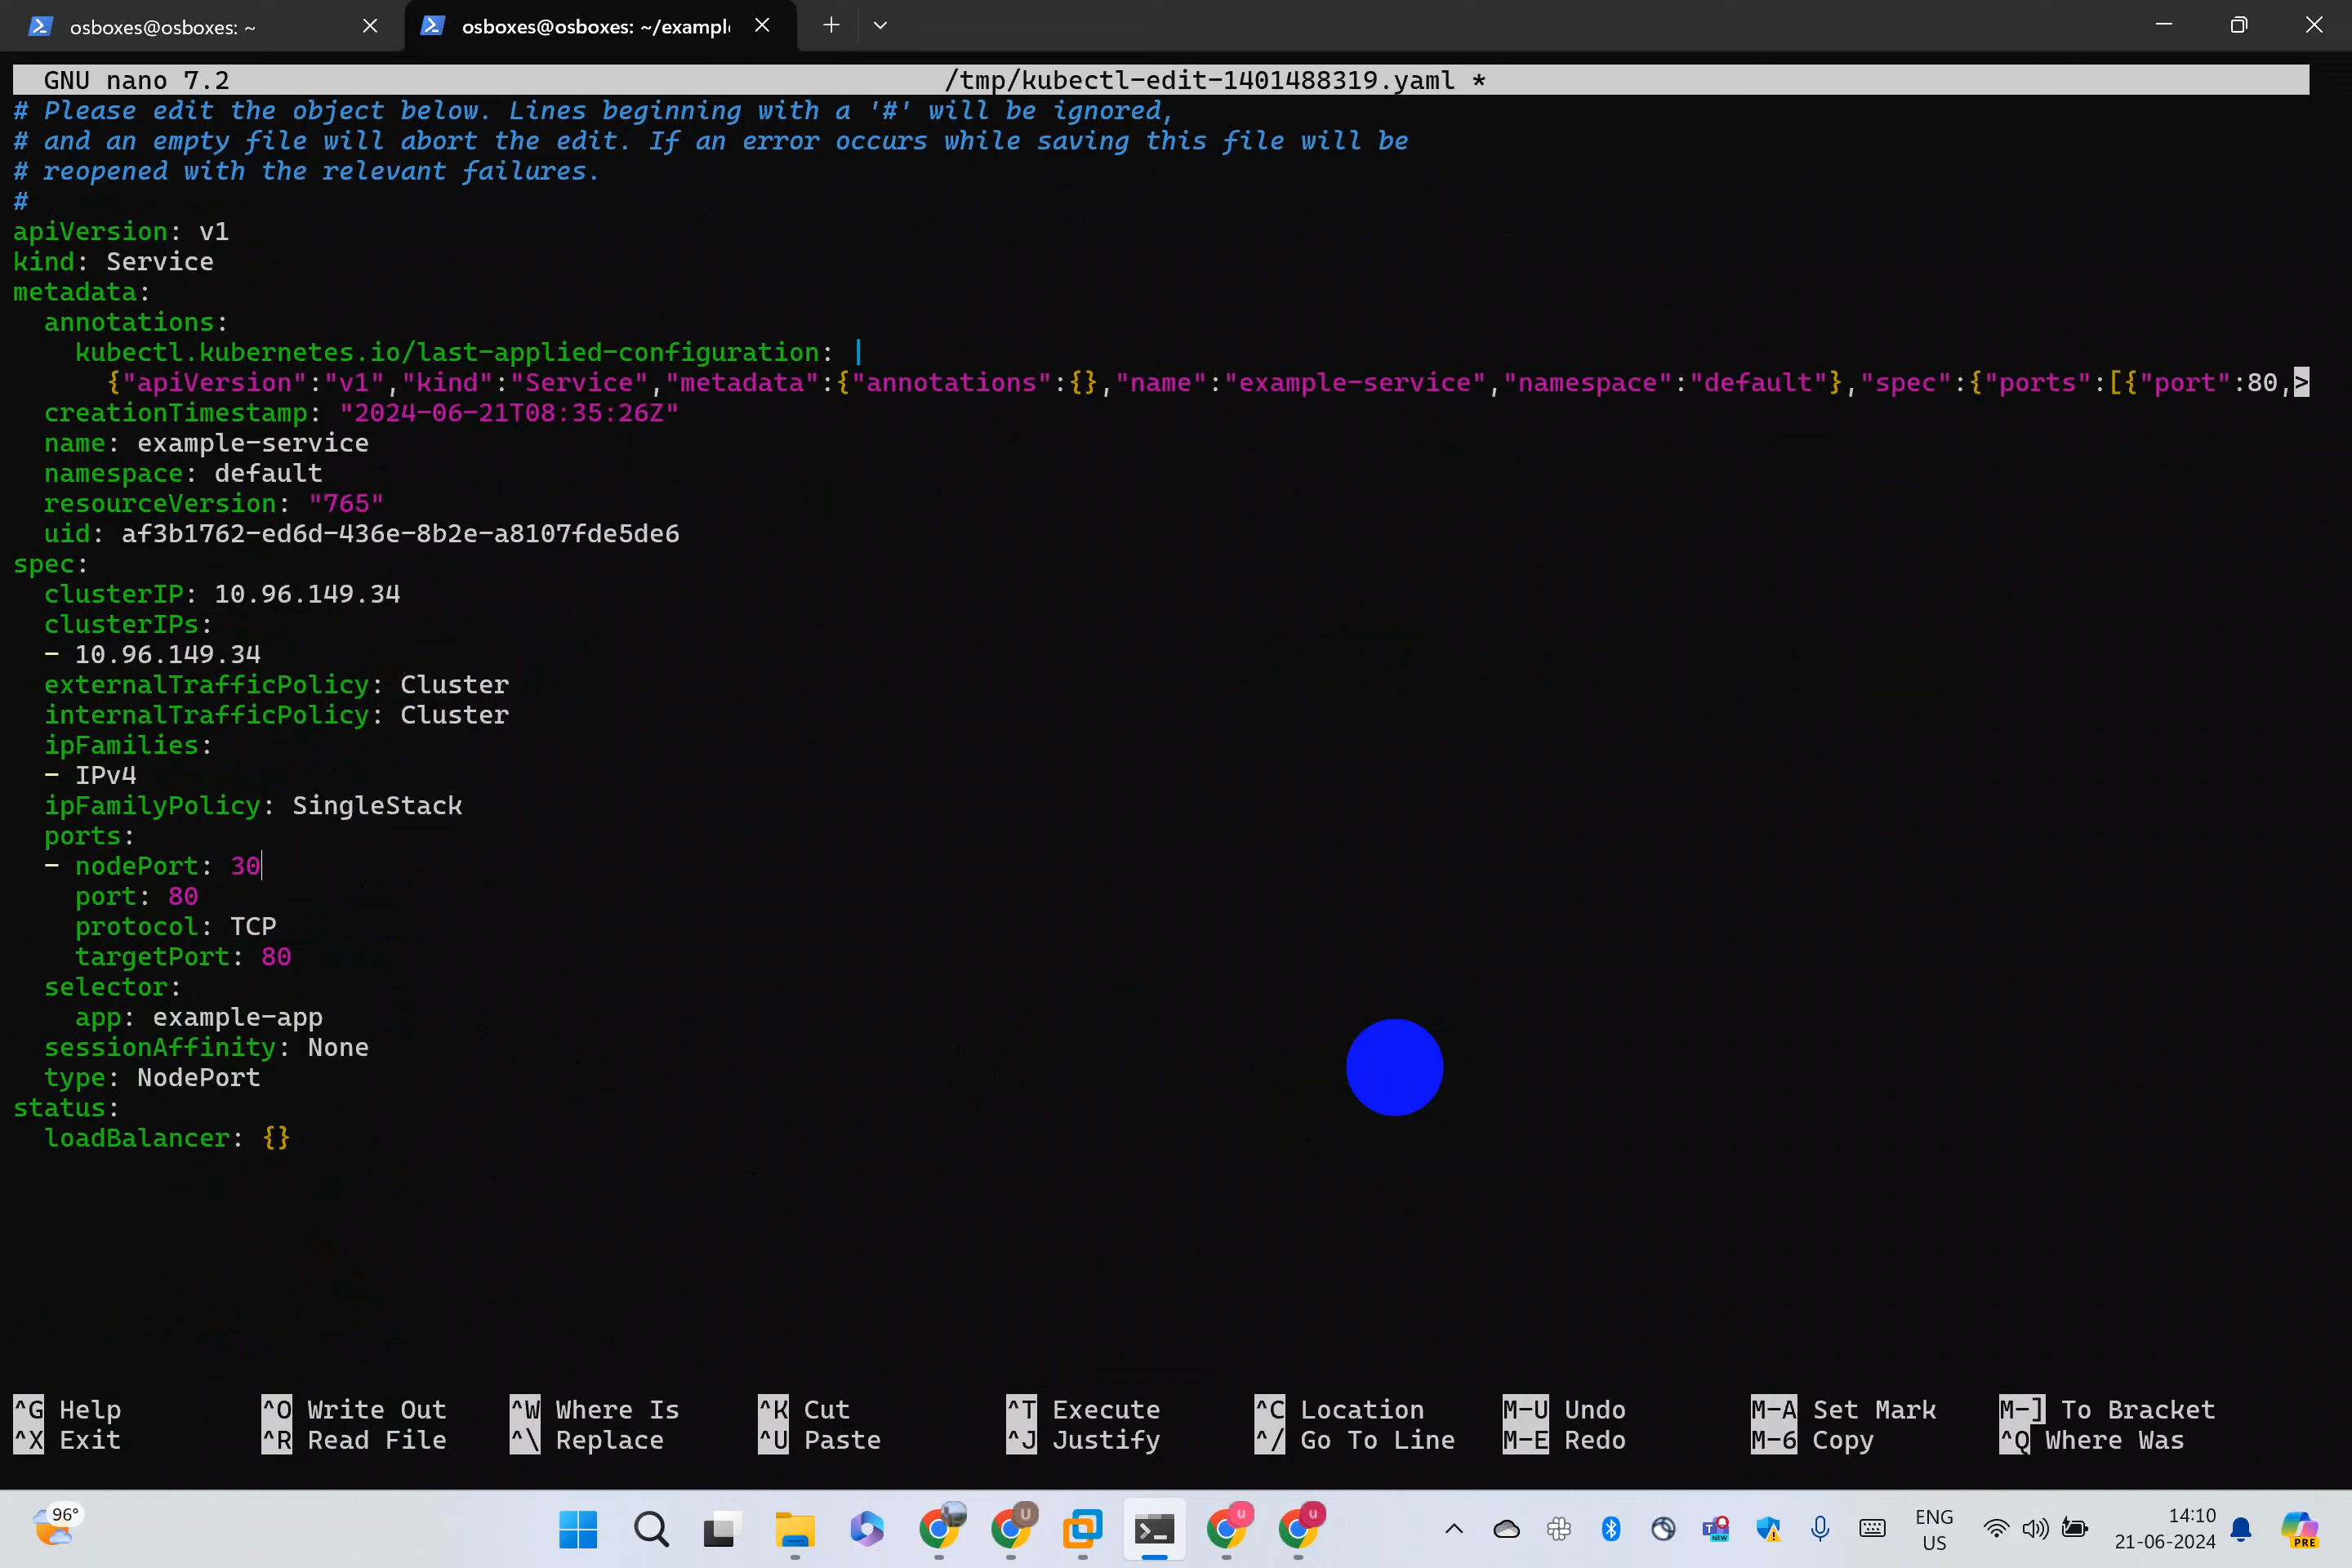 osboxes@osboxes: ~
osboxes@osboxes: ~/exampl
GNU nano 7.2 /tmp/kubectl-edit-1401488319.yaml *
# Please edit the object below. Lines beginning with a '#' will be ignored,
# and an empty file will abort the edit. If an error occurs while saving this file will be
# reopened with the relevant failures.
#
apiVersion: v1
kind: Service
metadata:
  annotations:
    kubectl.kubernetes.io/last-applied-configuration: |
      {"apiVersion":"v1","kind":"Service","metadata":{"annotations":{},"name":"example-service","namespace":"default"},"spec":{"ports":[{"port":80,>
  creationTimestamp: "2024-06-21T08:35:26Z"
  name: example-service
  namespace: default
  resourceVersion: "765"
  uid: af3b1762-ed6d-436e-8b2e-a8107fde5de6
spec:
  clusterIP: 10.96.149.34
  clusterIPs:
  - 10.96.149.34
  externalTrafficPolicy: Cluster
  internalTrafficPolicy: Cluster
  ipFamilies:
  - IPv4
  ipFamilyPolicy: SingleStack
  ports:
  - nodePort: 30
    port: 80
    protocol: TCP
    targetPort: 80
  selector:
    app: example-app
  sessionAffinity: None
  type: NodePort
status:
  loadBalancer: {}
^G Help ^O Write Out ^W Where Is ^K Cut ^T Execute ^C Location M-U Undo M-A Set Mark M-] To Bracket
^X Exit ^R Read File ^\ Replace ^U Paste ^J Justify ^/ Go To Line M-E Redo M-6 Copy ^Q Where Was
96°
U
u
u
NEW
ENG
US
14:10
21-06-2024
PRE